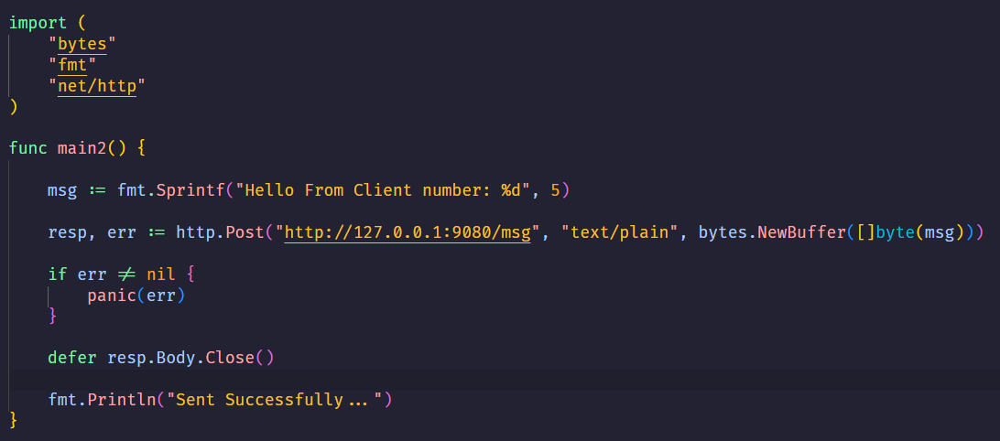 import (
    "bytes"
    "fmt"
    "net/http"
)
func main2() {
    msg := fmt.Sprintf("Hello From Client number: %d", 5)
    resp, err := http.Post("http://127.0.0.1:9080/msg", "text/plain", bytes.NewBuffer([]byte(msg)))
    if err != nil {
        panic(err)
    }
    defer resp.Body.Close()
    fmt.Println("Sent Successfully...")
}